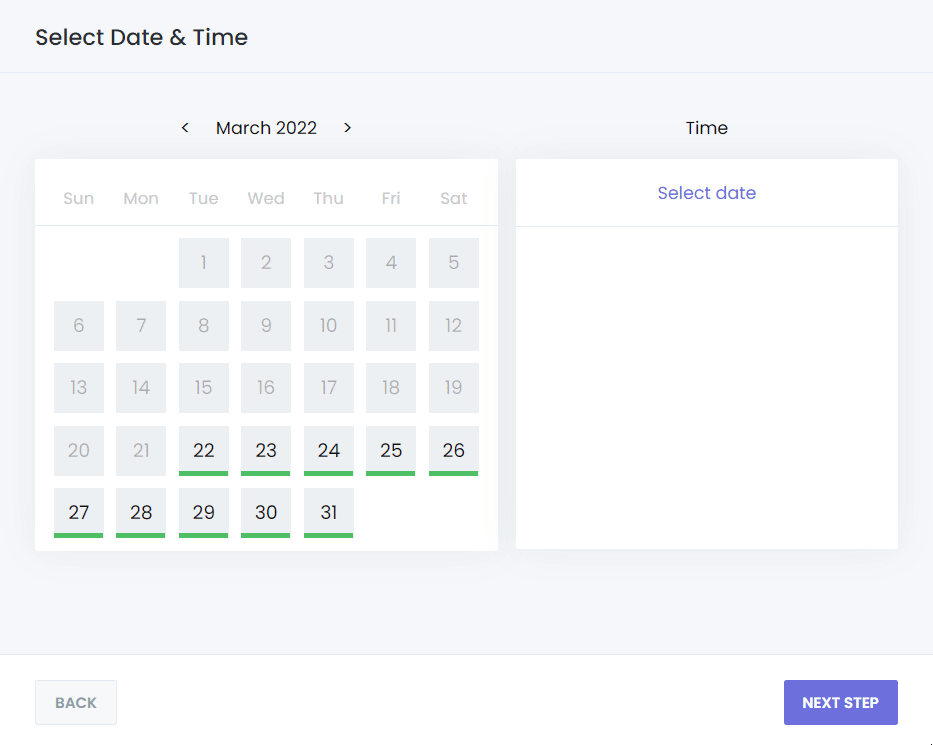 Select Date & Time
< March 2022 >
Time
Sun Mon Tue Wed Thu Fri Sat
Select date
1 2 3 4 5
6 7 8 9 10 11 12
13 14 15 16 17 18 19
20 21 22 23 24 25 26
27 28 29 30 31
BACK
NEXT STEP